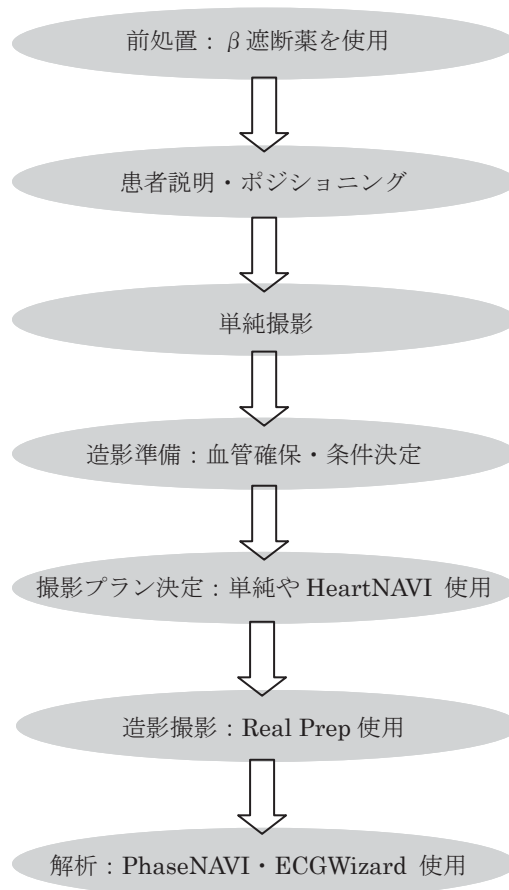 前処置：β遮断薬を使用
患者説明・ポジショニング
単純撮影
造影準備：血管確保・条件決定
撮影プラン決定：単純や HeartNAVI 使用
造影撮影：Real Prep 使用
解析：PhaseNAVI・ECGWizard 使用